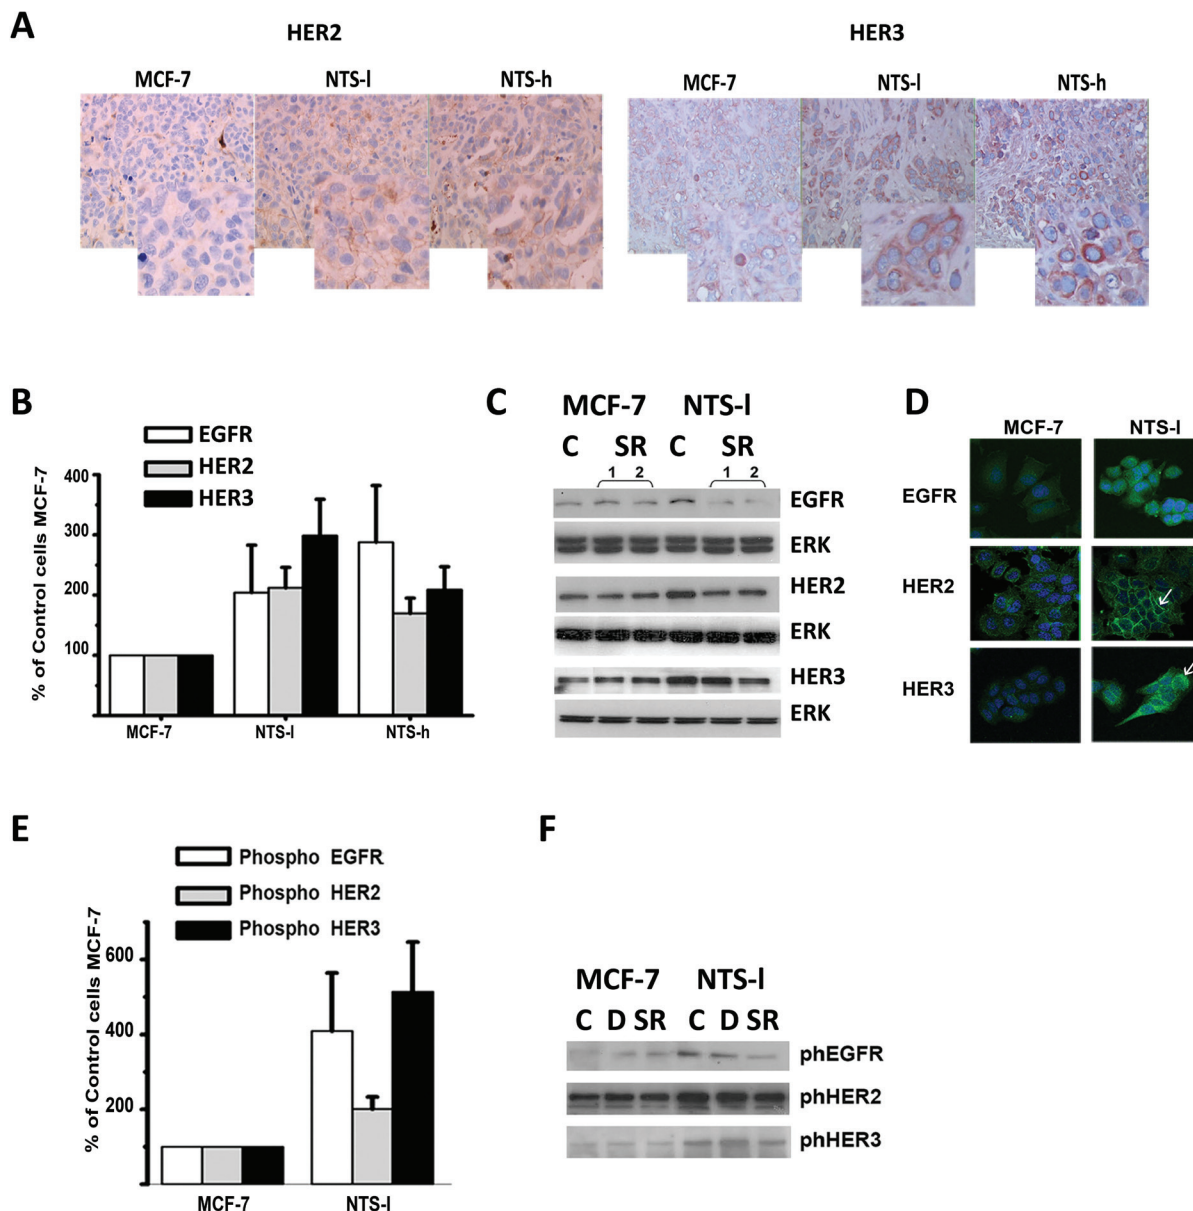 A
HER2
HER3
MCF-7 NTS-l NTS-h
MCF-7 NTS-l NTS-h
B
EGFR
HER2
HER3
% of Control cells MCF-7
400
300
200
100
MCF-7 NTS-l NTS-h
C
MCF-7 NTS-l
C SR C SR
1 2 1 2
EGFR
ERK
HER2
ERK
HER3
ERK
D
MCF-7 NTS-l
EGFR
HER2
HER3
E
Phospho EGFR
Phospho HER2
Phospho HER3
% of Control cells MCF-7
600
400
200
MCF-7 NTS-l
F
MCF-7 NTS-l
C D SR C D SR
phEGFR
phHER2
phHER3